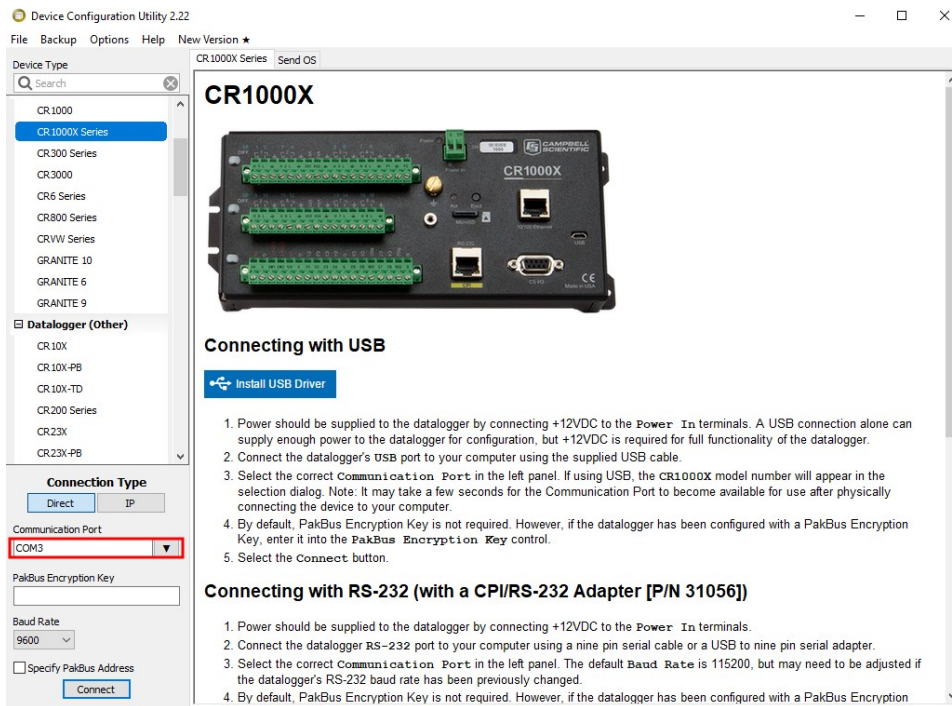 Device Configuration Utility 2.22
File Backup Options Help New Version ★
Device Type
Search
CR1000
CR1000X Series
CR300 Series
CR3000
CR6 Series
CR800 Series
CRVW Series
GRANITE 10
GRANITE 6
GRANITE 9
Datalogger (Other)
CR10X
CR10X-PB
CR10X-TD
CR200 Series
CR23X
CR23X-PB
Connection Type
Direct IP
Communication Port
COM3
PakBus Encryption Key
Baud Rate
9600
Specify PakBus Address
Connect
CR1000X Series Send OS
CR1000X
CAMPBELL
SCIENTIFIC
CR1000X
Power In
10/100 Ethernet
USB
RS-232
CPI
CS I/O
Made in USA
Connecting with USB
Install USB Driver
1. Power should be supplied to the datalogger by connecting +12VDC to the Power In terminals. A USB connection alone can
supply enough power to the datalogger for configuration, but +12VDC is required for full functionality of the datalogger.
2. Connect the datalogger's USB port to your computer using the supplied USB cable.
3. Select the correct Communication Port in the left panel. If using USB, the CR1000X model number will appear in the
selection dialog. Note: It may take a few seconds for the Communication Port to become available for use after physically
connecting the device to your computer.
4. By default, PakBus Encryption Key is not required. However, if the datalogger has been configured with a PakBus Encryption
Key, enter it into the PakBus Encryption Key control.
5. Select the Connect button.
Connecting with RS-232 (with a CPI/RS-232 Adapter [P/N 31056])
1. Power should be supplied to the datalogger by connecting +12VDC to the Power In terminals.
2. Connect the datalogger RS-232 port to your computer using a nine pin serial cable or a USB to nine pin serial adapter.
3. Select the correct Communication Port in the left panel. The default Baud Rate is 115200, but may need to be adjusted if
the datalogger's RS-232 baud rate has been previously changed.
4. By default, PakBus Encryption Key is not required. However, if the datalogger has been configured with a PakBus Encryption